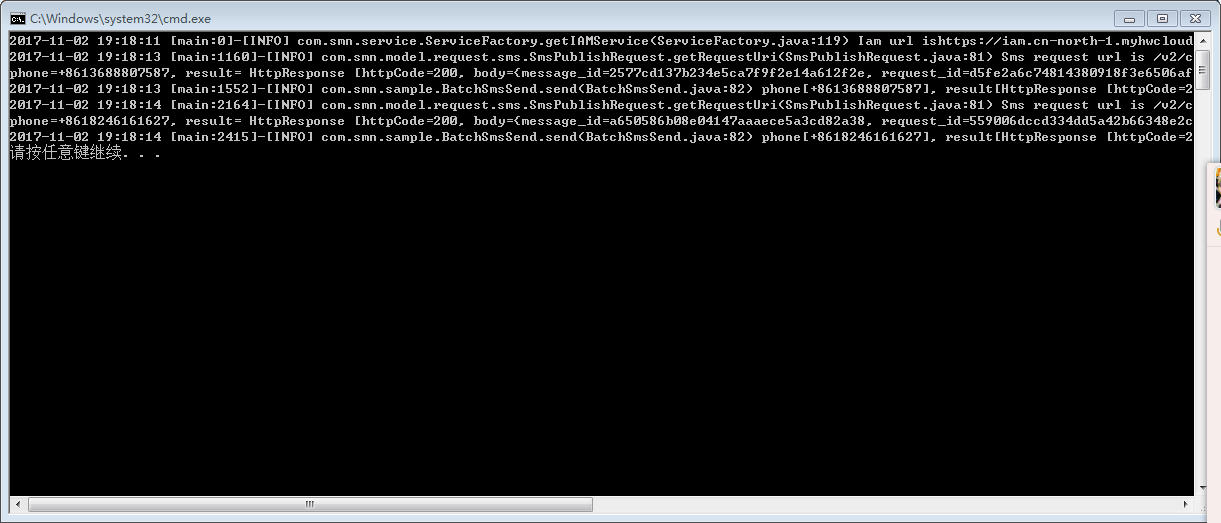 C:\Windows\system32\cmd.exe
2017-11-02 19:18:11 [main:0]-[INFO] com.smn.service.ServiceFactory.getIAMService(ServiceFactory.java:119) Iam url ishttps://iam.cn-north-1.myhwcloud
2017-11-02 19:18:13 [main:1160]-[INFO] com.smn.model.request.sms.SmsPublishRequest.getRequestUri(SmsPublishRequest.java:81) Sms request url is /v2/c
phone=+8613688807587, result= HttpResponse [httpCode=200, body={message_id=2577cd137b234e5ca7f9f2e14a612f2e, request_id=d5fe2a6c74814380918f3e6506af
2017-11-02 19:18:13 [main:1552]-[INFO] com.smn.sample.BatchSmsSend.send(BatchSmsSend.java:82) phone[+8613688807587], result[HttpResponse [httpCode=2
2017-11-02 19:18:14 [main:2164]-[INFO] com.smn.model.request.sms.SmsPublishRequest.getRequestUri(SmsPublishRequest.java:81) Sms request url is /v2/c
phone=+8618246161627, result= HttpResponse [httpCode=200, body={message_id=a650586b08e04147aaaece5a3cd82a38, request_id=559006dccd334dd5a42b66348e2c
2017-11-02 19:18:14 [main:2415]-[INFO] com.smn.sample.BatchSmsSend.send(BatchSmsSend.java:82) phone[+8618246161627], result[HttpResponse [httpCode=2
请按任意键继续. . .